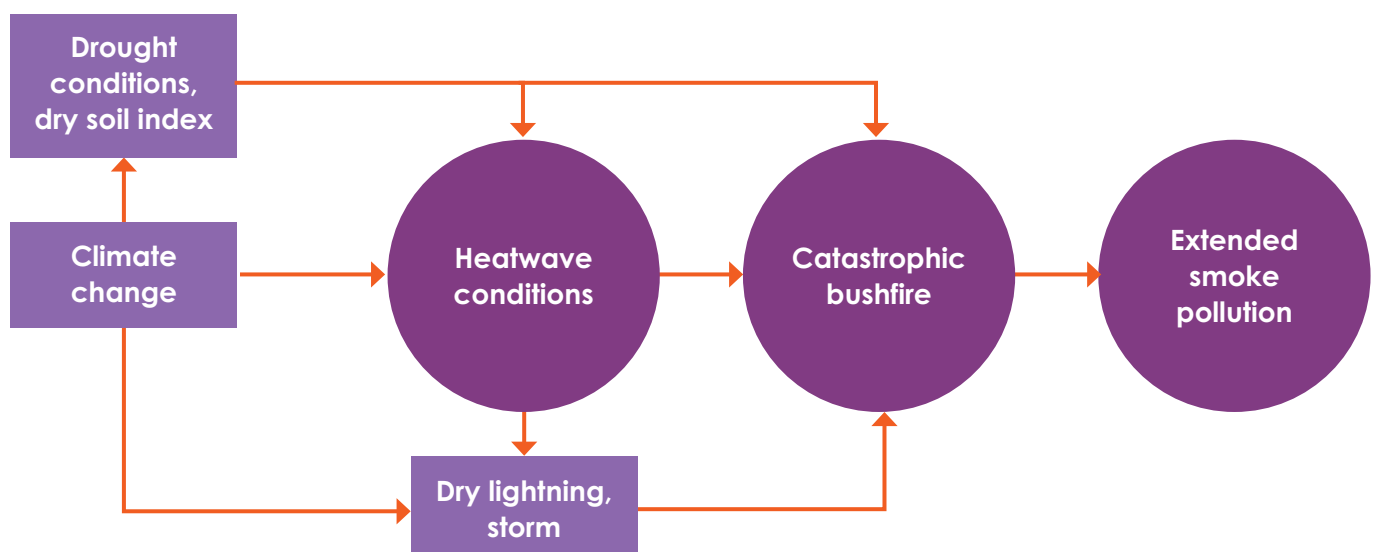 Drought
conditions,
dry soil index
Climate
change
Heatwave
conditions
Catastrophic
bushfire
Extended
smoke
pollution
Dry lightning,
storm